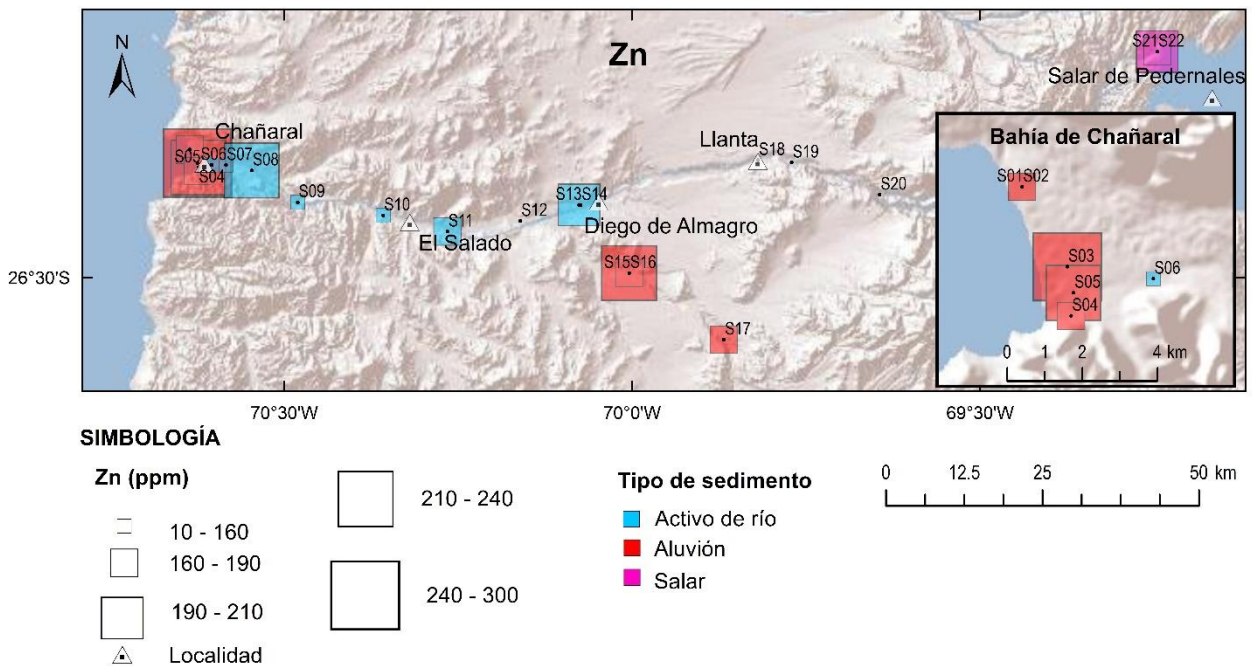 N
Zn
S21S22
Salar de Pedernales
Bahía de Chañaral
Chañaral
S05
S06
S07
S08
S04
Llanta
S18
S19
S01S02
S20
S09
S10
S11
S12
S13S14
Diego de Almagro
El Salado
S03
S06
S05
S04
S15S16
26°30'S
S17
0 1 2 4 km
70°30'W
70°0'W
69°30'W
SIMBOLOGÍA
Zn (ppm)
10 - 160
160 - 190
190 - 210
Localidad
210 - 240
240 - 300
Tipo de sedimento
Activo de río
Aluvión
Salar
0 12.5 25 50 km